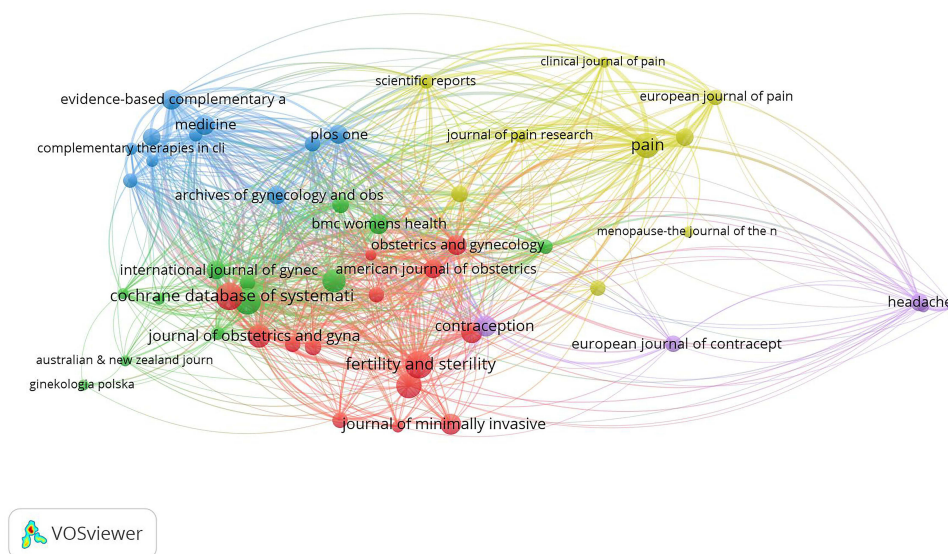 clinical journal of pain
scientific reports
european journal of pain
evidence-based complementary a
medicine
plos one
journal of pain research
complementary therapies in cli
pain
archives of gynecology and obs
bmc womens health
menopause-the journal of the n
obstetrics and gynecology
international journal of gynec
american journal of obstetrics
cochrane database of systemati
headache
contraception
journal of obstetrics and gyna
european journal of contracept
australian & new zealand journ
fertility and sterility
ginekologia polska
journal of minimally invasive
VOSviewer